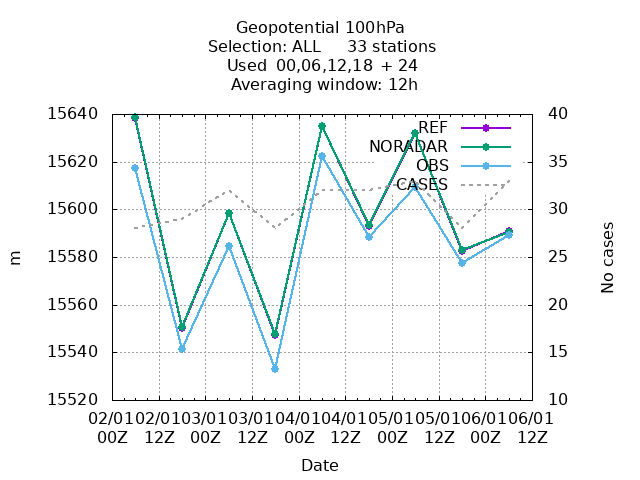 Geopotential 100hPa
Selection: ALL 33 stations
Used 00,06,12,18 + 24
Averaging window: 12h
15640
15620
15600
15580
15560
15540
15520
40
35
30
25
20
15
10
REF
NORADAR
OBS
CASES
m
No cases
02/01 02/01 03/01 03/01 04/01 04/01 05/01 05/01 06/01 06/01
00Z 12Z 00Z 12Z 00Z 12Z 00Z 12Z 00Z 12Z
Date